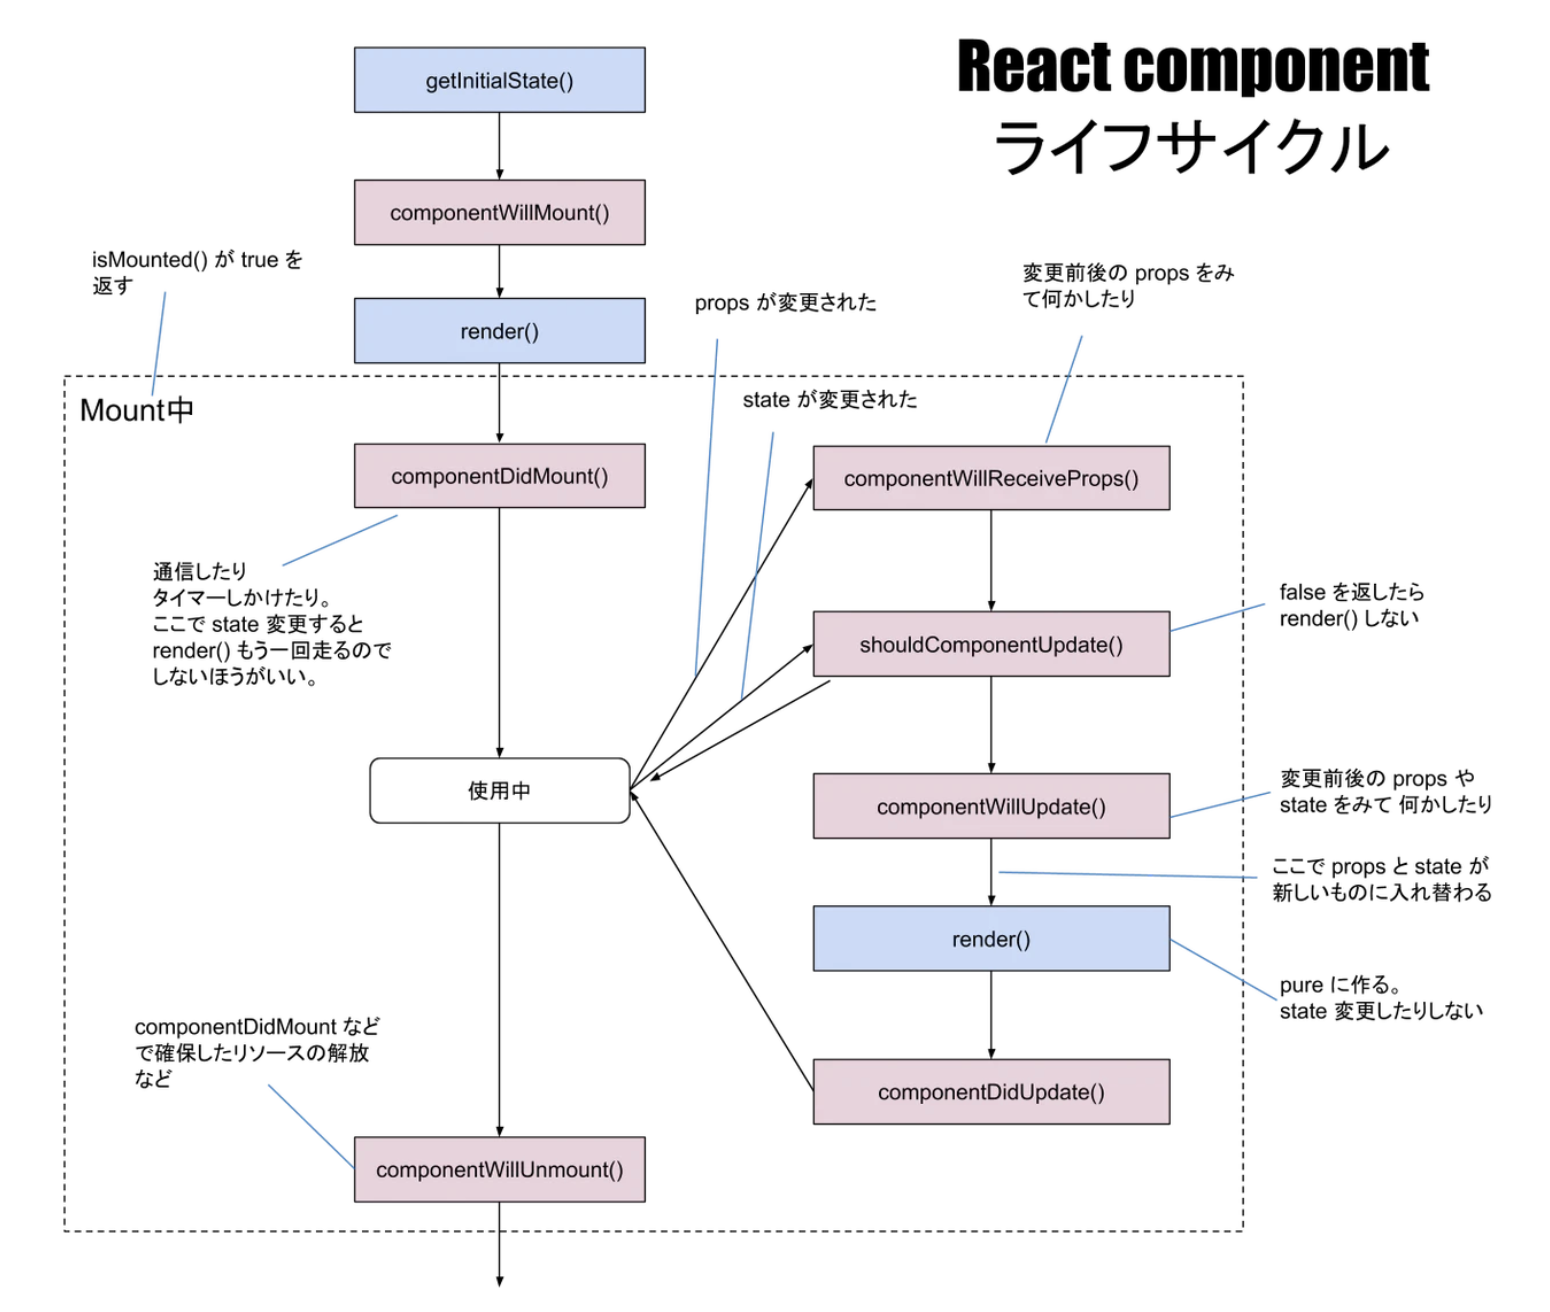 React component
ライフサイクル
getInitialState()
componentWillMount()
isMounted() が true を
返す
render()
props が変更された
変更前後の props をみ
て何かしたり
Mount中
state が変更された
componentDidMount()
componentWillReceiveProps()
通信したり
タイマーしかけたり。
ここで state 変更すると
render() もう一回走るので
しないほうがいい。
shouldComponentUpdate()
false を返したら
render() しない
使用中
componentWillUpdate()
変更前後の props や
state をみて 何かしたり
ここで props と state が
新しいものに入れ替わる
render()
pure に作る。
state 変更したりしない
componentDidMount など
で確保したリソースの解放
など
componentDidUpdate()
componentWillUnmount()